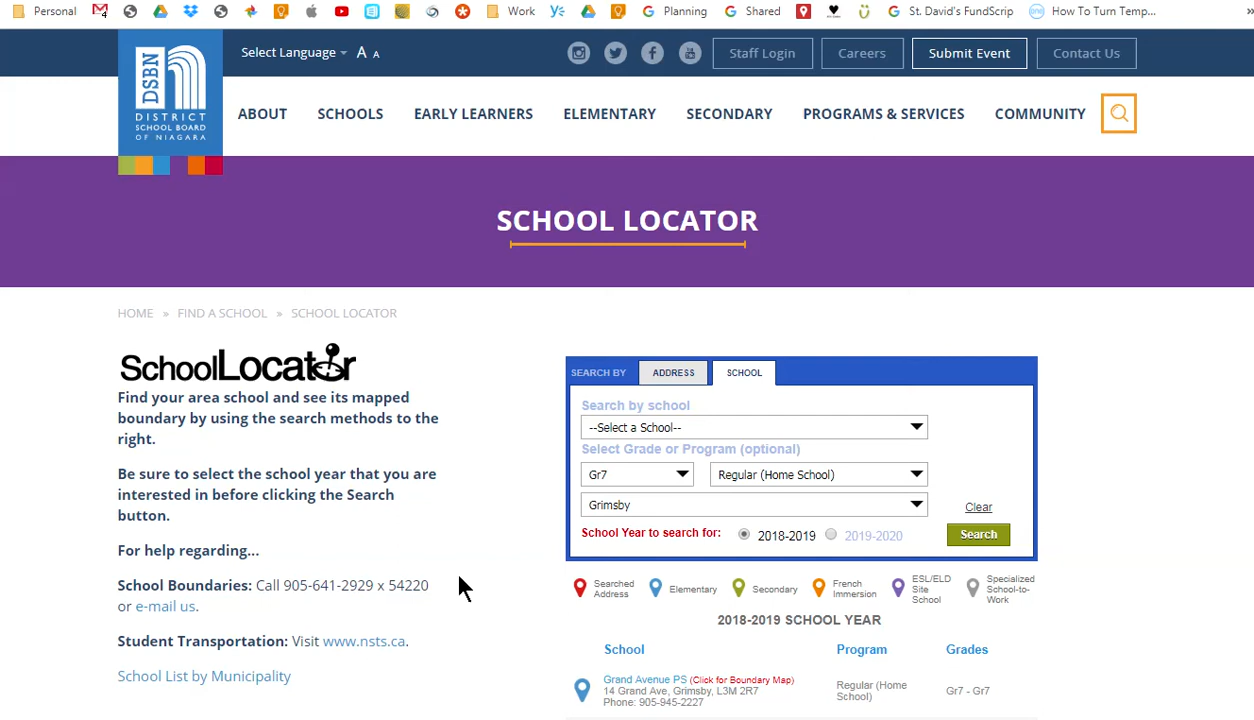 Personal
Work
Planning
Shared
St. David's FundScrip
How To Turn Temp...
»
Select Language
A A
Staff Login
Careers
Submit Event
Contact Us
DSBN
DISTRICT
SCHOOL BOARD
OF NIAGARA
ABOUT
SCHOOLS
EARLY LEARNERS
ELEMENTARY
SECONDARY
PROGRAMS & SERVICES
COMMUNITY
SCHOOL LOCATOR
HOME » FIND A SCHOOL » SCHOOL LOCATOR
SchoolLocator
Find your area school and see its mapped
boundary by using the search methods to the
right.
Be sure to select the school year that you are
interested in before clicking the Search
button.
For help regarding...
School Boundaries: Call 905-641-2929 x 54220
or e-mail us.
Student Transportation: Visit www.nsts.ca.
School List by Municipality
SEARCH BY
ADDRESS
SCHOOL
Search by school
--Select a School--
Select Grade or Program (optional)
Gr7
Regular (Home School)
Grimsby
Clear
School Year to search for: 2018-2019 2019-2020
Search
Searched
Address
Elementary
Secondary
French
Immersion
ESL/ELD
Site
School
Specialized
School-to-
Work
2018-2019 SCHOOL YEAR
School
Program
Grades
Grand Avenue PS (Click for Boundary Map)
14 Grand Ave, Grimsby, L3M 2R7
Phone: 905-945-2227
Regular (Home
School)
Gr7 - Gr7